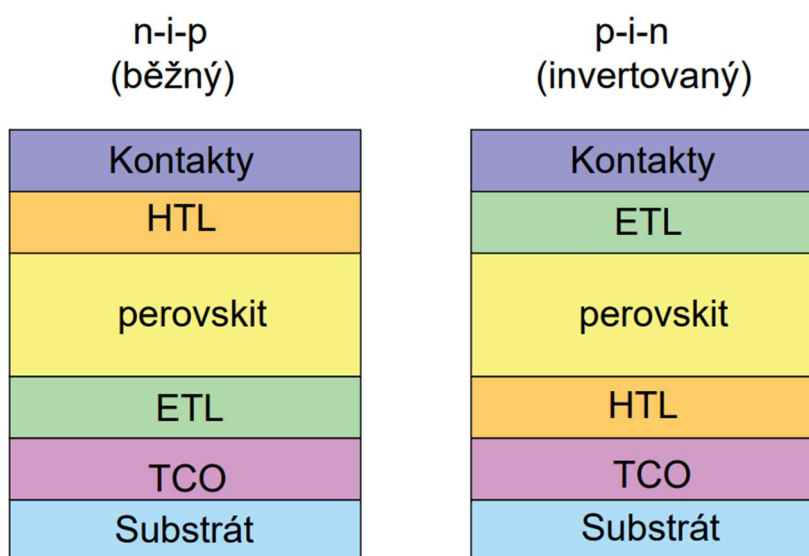 n-i-p
(běžný)
Kontakty
HTL
perovskit
ETL
TCO
Substrát
p-i-n
(invertovaný)
Kontakty
ETL
perovskit
HTL
TCO
Substrát